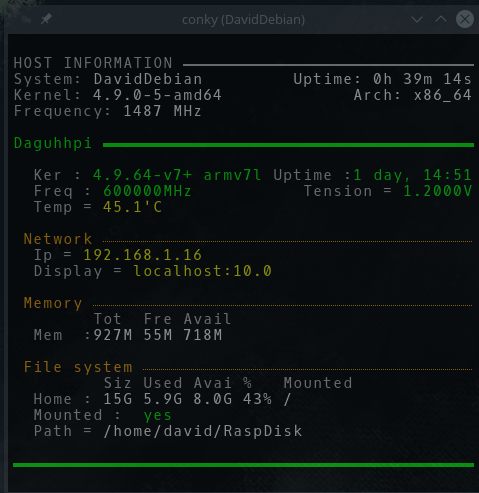 conky (DavidDebian)
HOST INFORMATION
System: DavidDebian Uptime: 0h 39m 14s
Kernel: 4.9.0-5-amd64 Arch: x86_64
Frequency: 1487 MHz
Daguhhpi
Ker : 4.9.64-v7+ armv7l Uptime :1 day, 14:51
Freq : 600000MHz Tension = 1.2000V
Temp = 45.1'C
Network
Ip = 192.168.1.16
Display = localhost:10.0
Memory
Tot Fre Avail
Mem :927M 55M 718M
File system
Siz Used Avai % Mounted
Home : 15G 5.9G 8.0G 43% /
Mounted : yes
Path = /home/david/RaspDisk